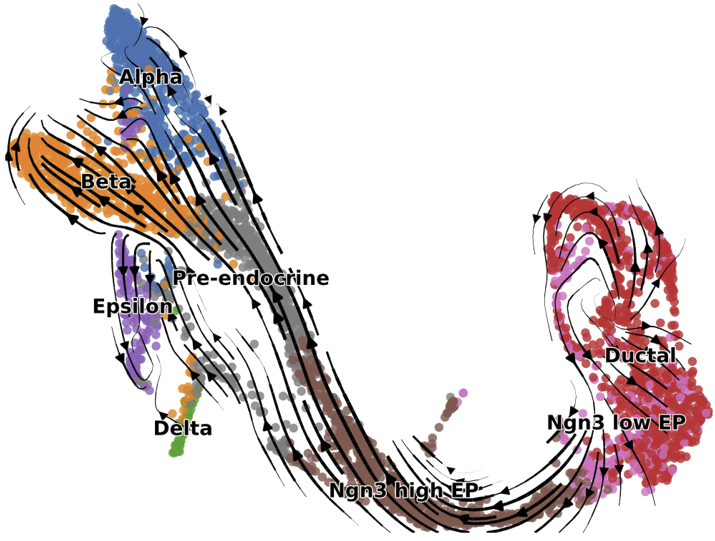 Alpha
Beta
Pre-endocrine
Epsilon
Ductal
Ngn3 low EP
Delta
Ngn3 high EP